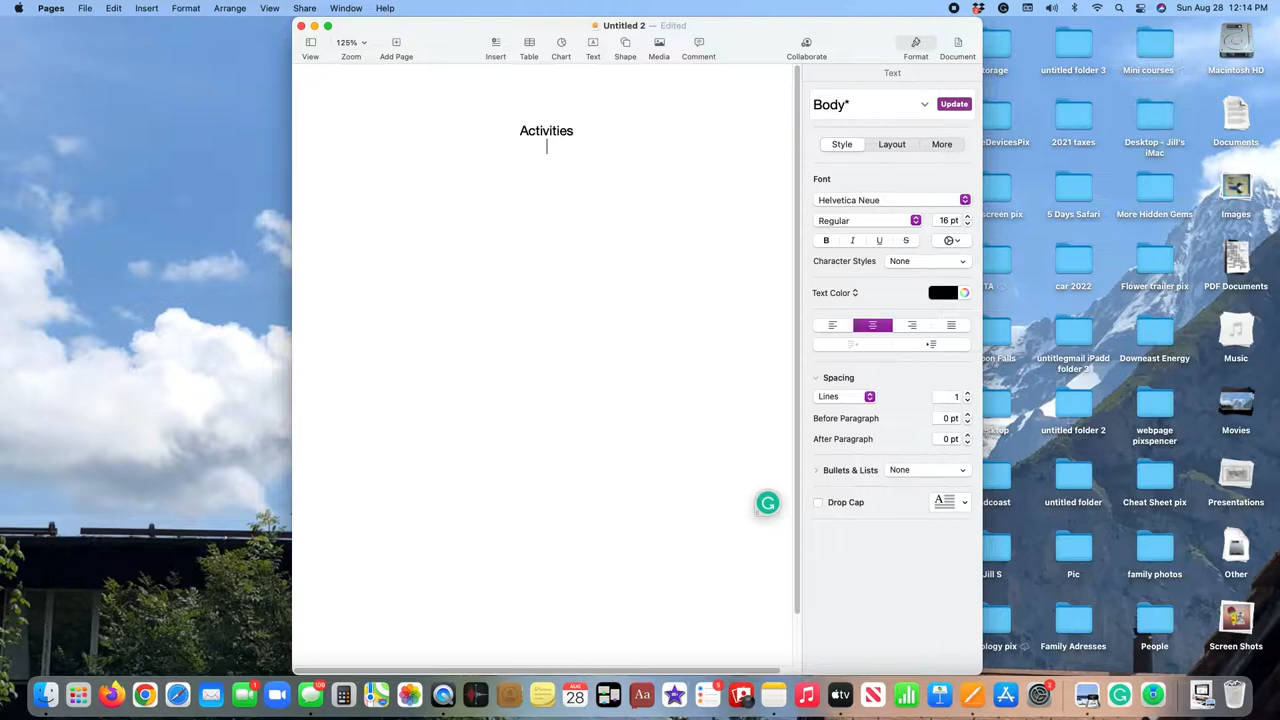 Pages File Edit Insert Format Arrange View Share Window Help
Sun Aug 28 12:14 PM
Untitled 2 — Edited
125%
View Zoom Add Page Insert Table Chart Text Shape Media Comment Collaborate Format Document
Text
Body* Update
Style Layout More
Font
Helvetica Neue
Regular 16 pt
B I U S
Character Styles None
Text Color
Spacing
Lines 1
Before Paragraph 0 pt
After Paragraph 0 pt
Bullets & Lists None
Drop Cap
Activities
untitled folder 3 Mini courses Macintosh HD
2021 taxes Desktop - Jill's iMac Documents
5 Days Safari More Hidden Gems Images
car 2022 Flower trailer pix PDF Documents
untitlegmail iPadd folder 3 Downeast Energy Music
untitled folder 2 webpage pixspencer Movies
untitled folder Cheat Sheet pix Presentations
Jill S Pic family photos Other
Family Adresses People Screen Shots
AUG
28
Aa
tv